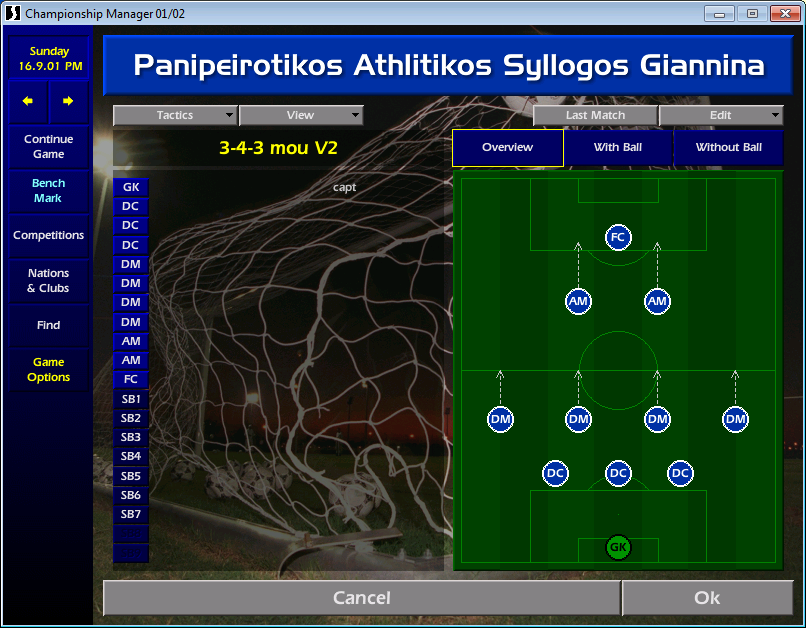 Championship Manager 01/02
Sunday
16.9.01 PM
Continue
Game
Bench
Mark
Competitions
Nations
& Clubs
Find
Game
Options
Panipeirotikos Athlitikos Syllogos Giannina
Tactics
View
Last Match
Edit
3-4-3 mou V2
Overview
With Ball
Without Ball
GK
capt
DC
DC
DC
DM
DM
DM
DM
AM
AM
FC
SB1
SB2
SB3
SB4
SB5
SB6
SB7
FC
AM AM
DM DM DM DM
DC DC DC
GK
Cancel
Ok